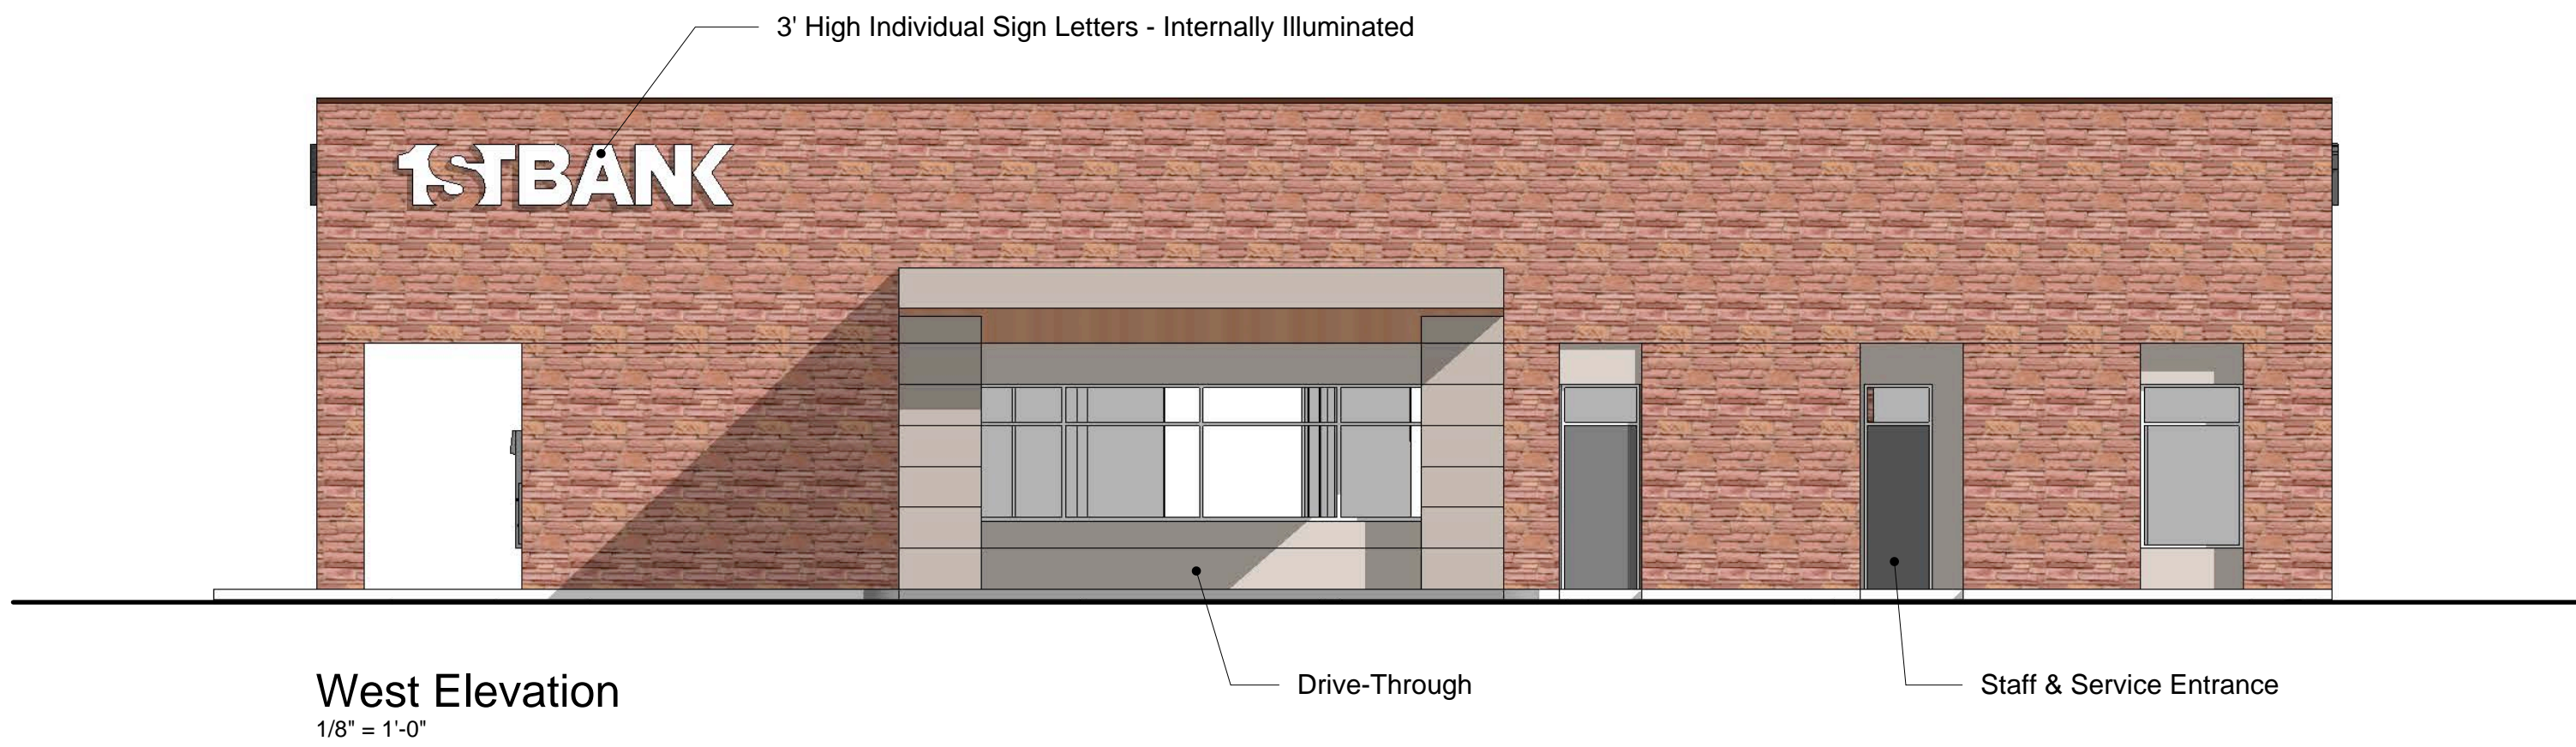 3' High Individual Sign Letters - Internally Illuminated
1STBANK
Drive-Through
Staff & Service Entrance
West Elevation
1/8" = 1'-0"